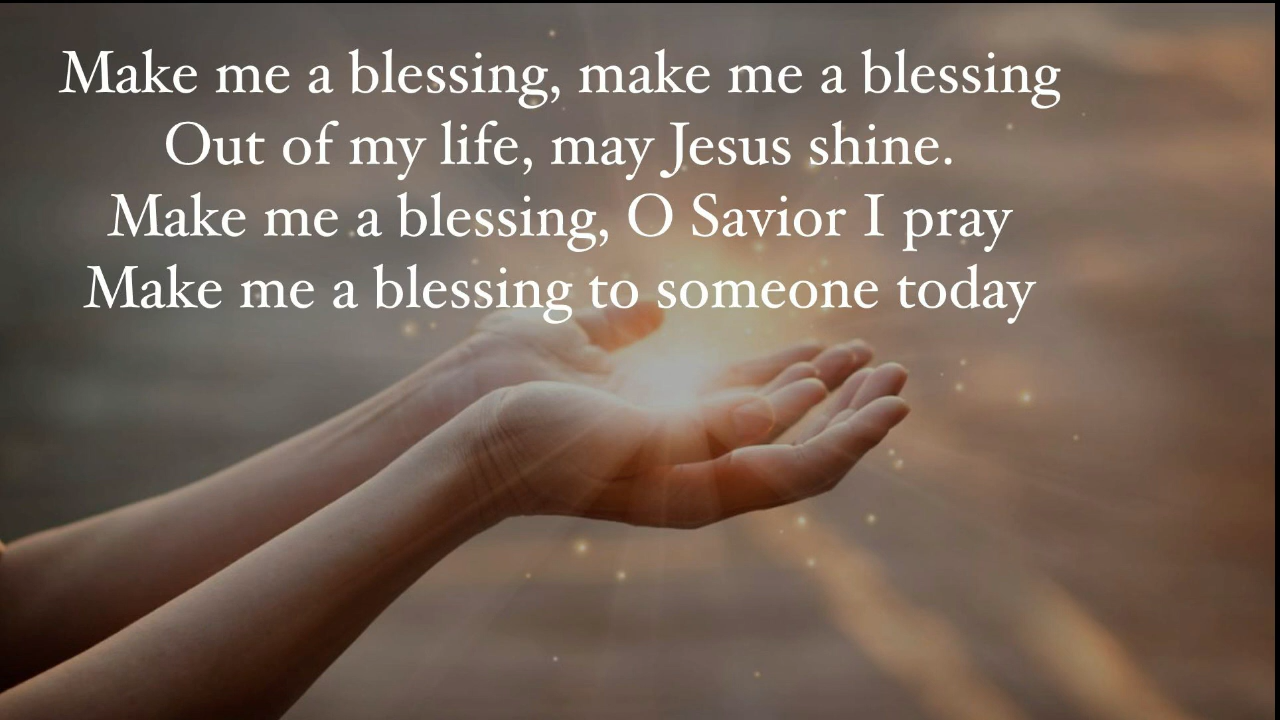 Make me a blessing, make me a blessing
Out of my life, may Jesus shine.
Make me a blessing, O Savior I pray
Make me a blessing to someone today